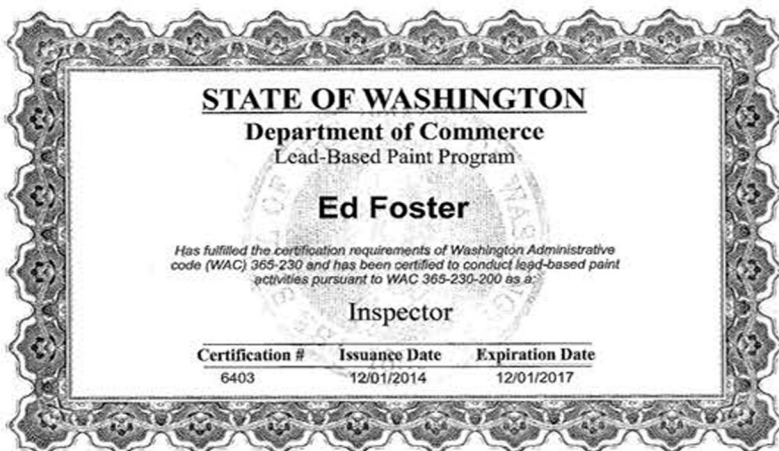 STATE OF WASHINGTON
Department of Commerce
Lead-Based Paint Program
Ed Foster
Has fulfilled the certification requirements of Washington Administrative
code (WAC) 365-230 and has been certified to conduct lead-based paint
activities pursuant to WAC 365-230-200 as a:
Inspector
Certification # Issuance Date Expiration Date
6403 12/01/2014 12/01/2017